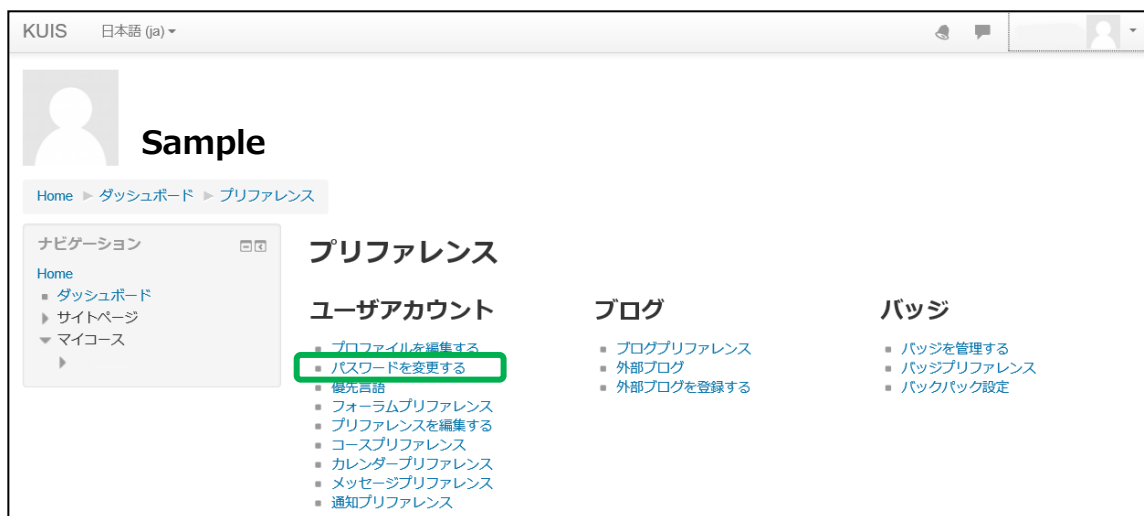 KUIS 日本語 (ja)
Sample
Home ダッシュボード プリファレンス
ナビゲーション
Home
ダッシュボード
サイトページ
マイコース
プリファレンス
ユーザアカウント
プロファイルを編集する
パスワードを変更する
優先言語
フォーラムプリファレンス
プリファレンスを編集する
コースプリファレンス
カレンダープリファレンス
メッセージプリファレンス
通知プリファレンス
ブログ
ブログプリファレンス
外部ブログ
外部ブログを登録する
バッジ
バッジを管理する
バッジプリファレンス
バックパック設定